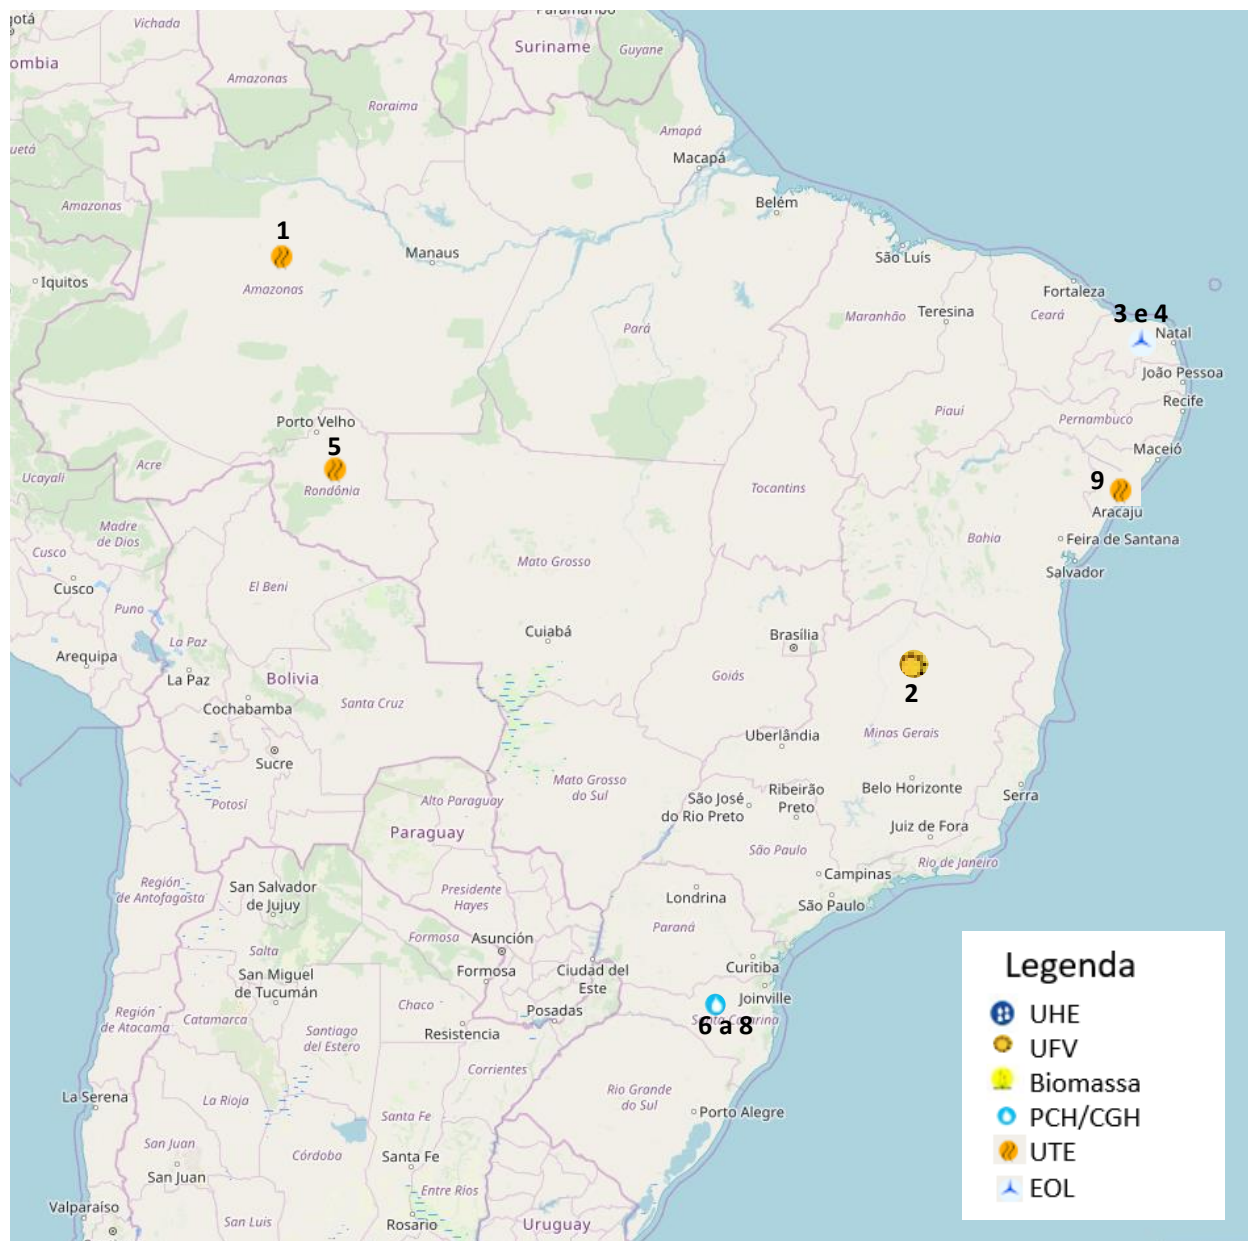 gotá
Vichada
Paramaribo
ombia
Suriname
Guyane
Amazonas
Roraima
Amapá
uetá
Macapá
Amazonas
Belém
1
Manaus
São Luís
Iquitos
Amazonas
Fortaleza
3 e 4
Maranhão
Teresina
Ceará
Pará
Natal
João Pessoa
Recife
Piauí
Pernambuco
Porto Velho
5
Maceió
Acre
Ucayali
Rondônia
Tocantins
9
Aracaju
Madre
de Dios
Bahia
Feira de Santana
Cusco
Mato Grosso
Salvador
Cusco
El Beni
Puno
Cuiabá
Brasília
La Paz
Arequipa
La Paz
Bolivia
Goiás
2
Santa Cruz
Cochabamba
Uberlândia
Minas Gerais
Sucre
Mato Grosso
do Sul
Belo Horizonte
Ribeirão
Preto
São José
do Rio Preto
Serra
Potosí
Alto Paraguay
Paraguay
Juiz de Fora
São Paulo
Rio de Janeiro
Campinas
Región
de Antofagasta
San Salvador
de Jujuy
Presidente
Hayes
Londrina
São Paulo
Paraná
Salta
Formosa
Asunción
San Miguel
de Tucumán
Formosa
Ciudad del
Este
Curitiba
Joinville
Chaco
Posadas
Santa Catarina
6 a 8
Región
de Atacama
Catamarca
Santiago
del Estero
Resistencia
Corrientes
La Serena
La Rioja
Rio Grande
do Sul
Porto Alegre
Santa Fe
San Juan
San Juan
Córdoba
Santa Fe
Entre Ríos
Valparaíso
San Luis
Rosario
Uruguay
Legenda
UHE
UFV
Biomassa
PCH/CGH
UTE
EOL